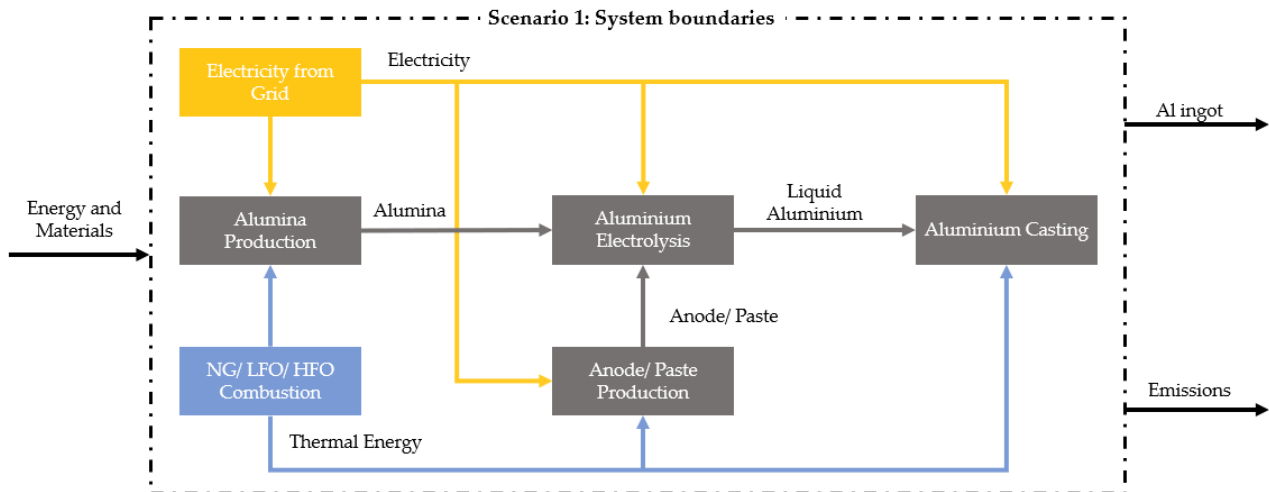 Scenario 1: System boundaries
Electricity from
Grid
Electricity
Energy and
Materials
Alumina
Production
Alumina
Aluminium
Electrolysis
Liquid
Aluminium
Aluminium Casting
Al ingot
Anode/ Paste
NG/ LFO/ HFO
Combustion
Anode/ Paste
Production
Thermal Energy
Emissions